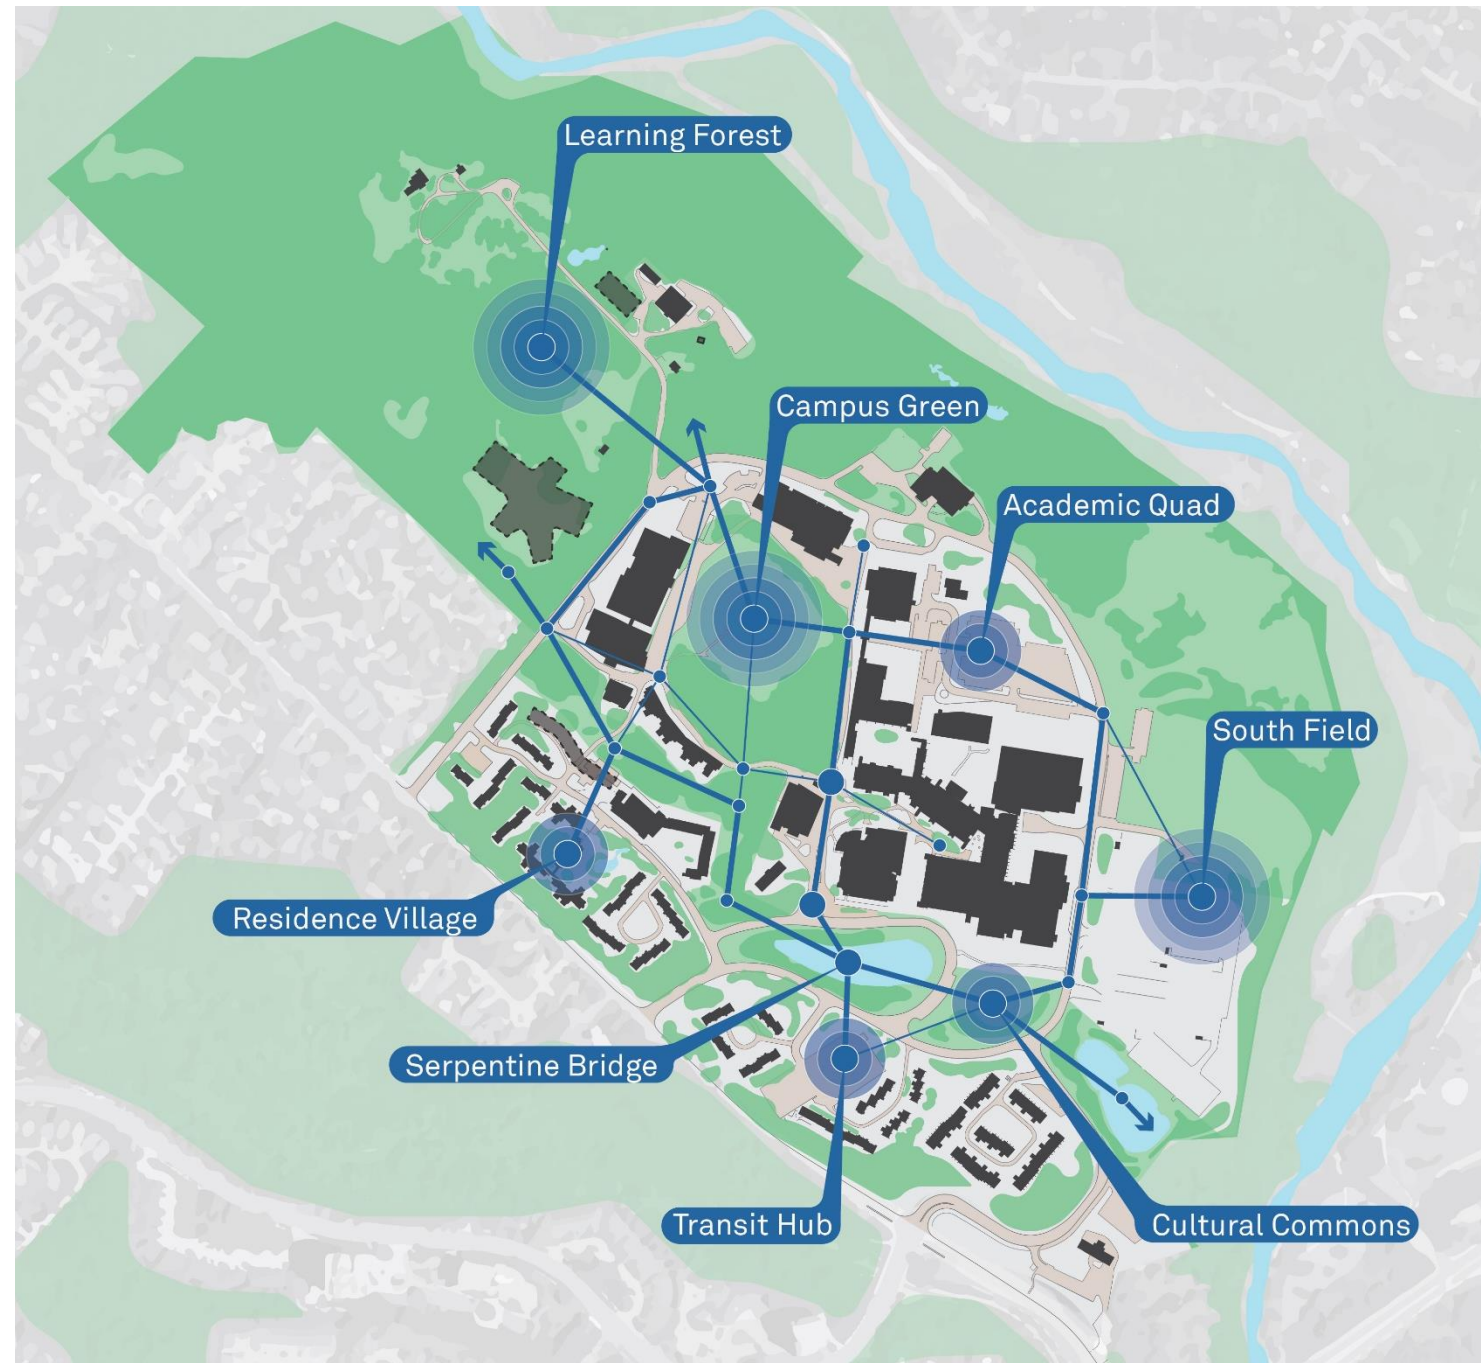 Learning Forest
Campus Green
Academic Quad
South Field
Residence Village
Serpentine Bridge
Transit Hub
Cultural Commons